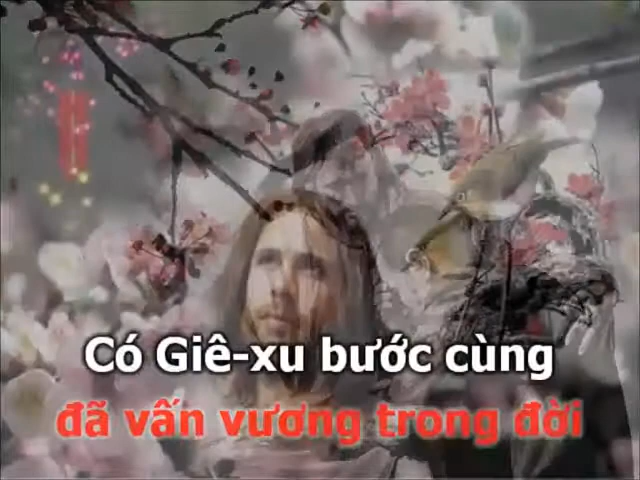 Có Giê-xu bước cùng
đã vấn vương trong đời